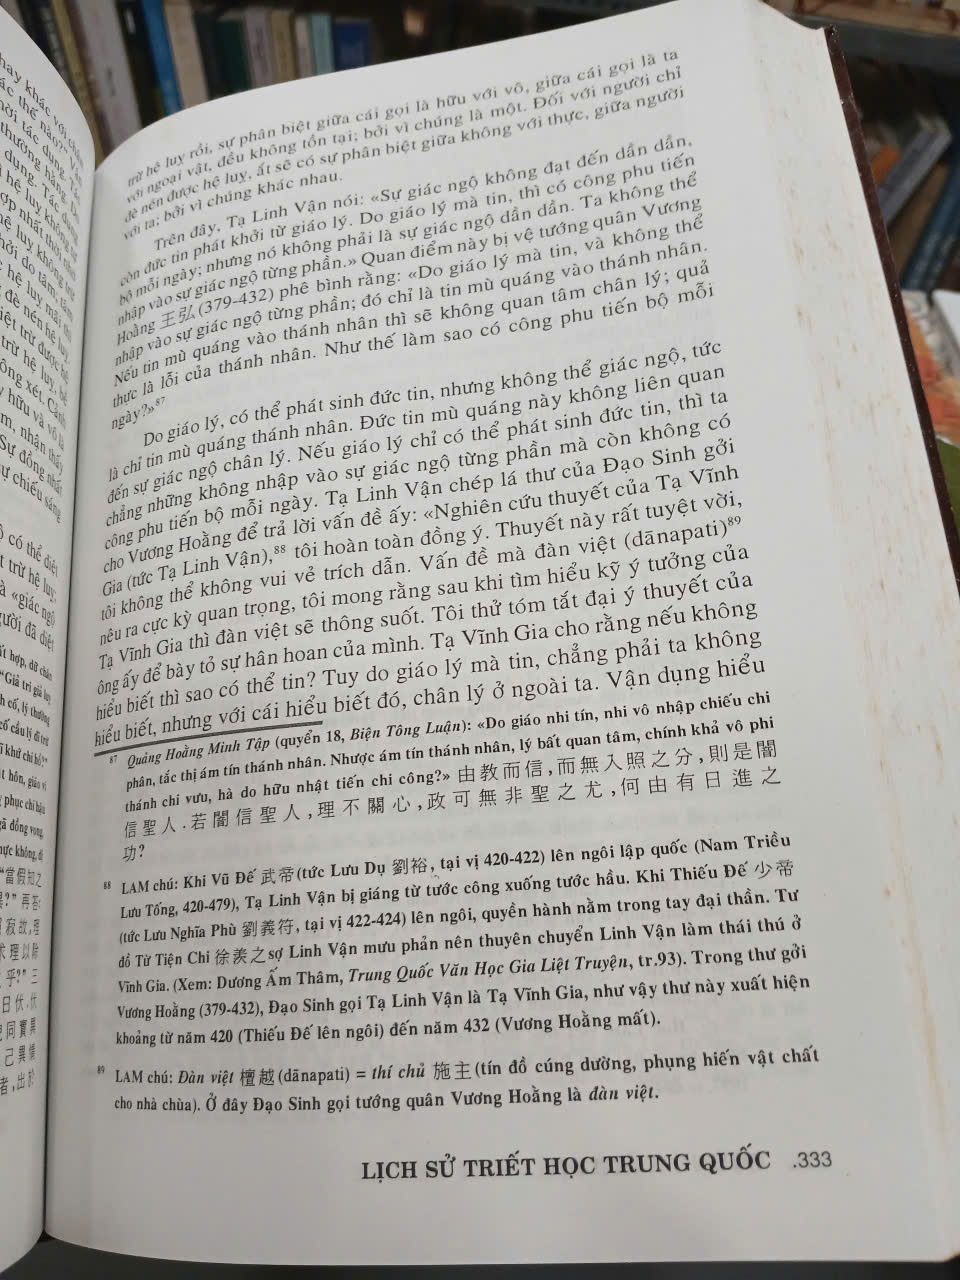 hay khác với chân
trừ hệ luy rồi, sự phân biệt giữa cái gọi là hữu với vô, giữa cái gọi là ta
với ngoại vật, đều không tồn tại; bởi vì chúng là một. Đối với người chỉ
đè nén được hệ luy, ắt sẽ có sự phân biệt giữa không với thực, giữa người
với ta; bởi vì chúng khác nhau.
Trên đây, Tạ Linh Vận nói: «Sự giác ngộ không đạt đến dần dần,
còn đức tin phát khởi từ giáo lý. Do giáo lý mà tin, thì có công phu tiến
bộ mỗi ngày; nhưng nó không phải là sự giác ngộ dần dần. Ta không thể
nhập vào sự giác ngộ từng phần.» Quan điểm này bị vệ tướng quân Vương
Hoằng 王弘 (379-432) phê bình rằng: «Do giáo lý mà tin, và không thể
nhập vào sự giác ngộ từng phần; đó chỉ là tin mù quáng vào thánh nhân.
Nếu tin mù quáng vào thánh nhân thì sẽ không quan tâm chân lý; quả
thực là lỗi của thánh nhân. Như thế làm sao có công phu tiến bộ mỗi
ngày?»87
Do giáo lý, có thể phát sinh đức tin, nhưng không thể giác ngộ, tức
là chỉ tin mù quáng thánh nhân. Đức tin mù quáng này không liên quan
đến sự giác ngộ chân lý. Nếu giáo lý chỉ có thể phát sinh đức tin, thì ta
chẳng những không nhập vào sự giác ngộ từng phần mà còn không có
công phu tiến bộ mỗi ngày. Tạ Linh Vận chép lá thư của Đạo Sinh gởi
cho Vương Hoằng để trả lời vấn đề ấy: «Nghiên cứu thuyết của Tạ Vĩnh
Gia (tức Tạ Linh Vận),88 tôi hoàn toàn đồng ý. Thuyết này rất tuyệt vời,
tôi không thể không vui vẻ trích dẫn. Vấn đề mà đàn việt (dānapati)89
nêu ra cực kỳ quan trọng, tôi mong rằng sau khi tìm hiểu kỹ ý tưởng của
Tạ Vĩnh Gia thì đàn việt sẽ thông suốt. Tôi thử tóm tắt đại ý thuyết của
ông ấy để bày tỏ sự hân hoan của mình. Tạ Vĩnh Gia cho rằng nếu không
hiểu biết thì sao có thể tin? Tuy do giáo lý mà tin, chẳng phải ta không
hiểu biết, nhưng với cái hiểu biết đó, chân lý ở ngoài ta. Vận dụng hiểu
87 Quảng Hoằng Minh Tập (quyển 18, Biện Tông Luận): «Do giáo nhi tín, nhi vô nhập chiếu chi
phân, tắc thị ám tín thánh nhân. Nhược ám tín thánh nhân, lý bất quan tâm, chính khả vô phi
thánh chi vưu, hà do hữu nhật tiến chi công?» 由教而信,而無入照之分,則是闇
信聖人.若闇信聖人,理不關心,政可無非聖之尤,何由有日進之
功?
88 LAM chú: Khi Vũ Đế 武帝(tức Lưu Dụ 劉裕, tại vị 420-422) lên ngôi lập quốc (Nam Triều
Lưu Tống, 420-479), Tạ Linh Vận bị giáng từ tước công xuống tước hầu. Khi Thiếu Đế 少帝
(tức Lưu Nghĩa Phù 劉義符, tại vị 422-424) lên ngôi, quyền hành nằm trong tay đại thần. Tư
đồ Từ Tiện Chi 徐羨之sợ Linh Vận mưu phản nên thuyên chuyển Linh Vận làm thái thú ở
Vĩnh Gia. (Xem: Dương Ấm Thâm, Trung Quốc Văn Học Gia Liệt Truyện, tr.93). Trong thư gởi
Vương Hoằng (379-432), Đạo Sinh gọi Tạ Linh Vận là Tạ Vĩnh Gia, như vậy thư này xuất hiện
khoảng từ năm 420 (Thiếu Đế lên ngôi) đến năm 432 (Vương Hoằng mất).
89 LAM chú: Đàn việt 檀越(dānapati) = thí chủ 施主(tín đồ cúng dường, phụng hiến vật chất
cho nhà chùa). Ở đây Đạo Sinh gọi tướng quân Vương Hoằng là đàn việt.
LỊCH SỬ TRIẾT HỌC TRUNG QUỐC .333